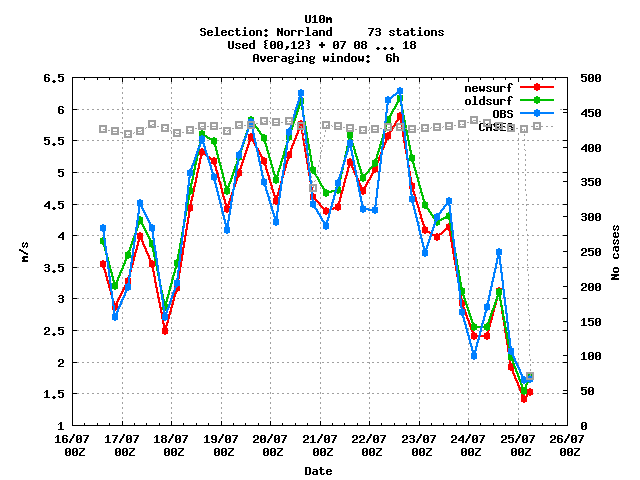 U10m
Selection: Norrland     73 stations
Used {00,12} + 07 08 ... 18
Averaging window:  6h
newsurf
oldsurf
OBS
CASES
6.5
6
5.5
5
4.5
4
3.5
3
2.5
2
1.5
1
m/s
500
450
400
350
300
250
200
150
100
50
0
No cases
16/07 17/07 18/07 19/07 20/07 21/07 22/07 23/07 24/07 25/07 26/07
00Z 00Z 00Z 00Z 00Z 00Z 00Z 00Z 00Z 00Z 00Z
Date